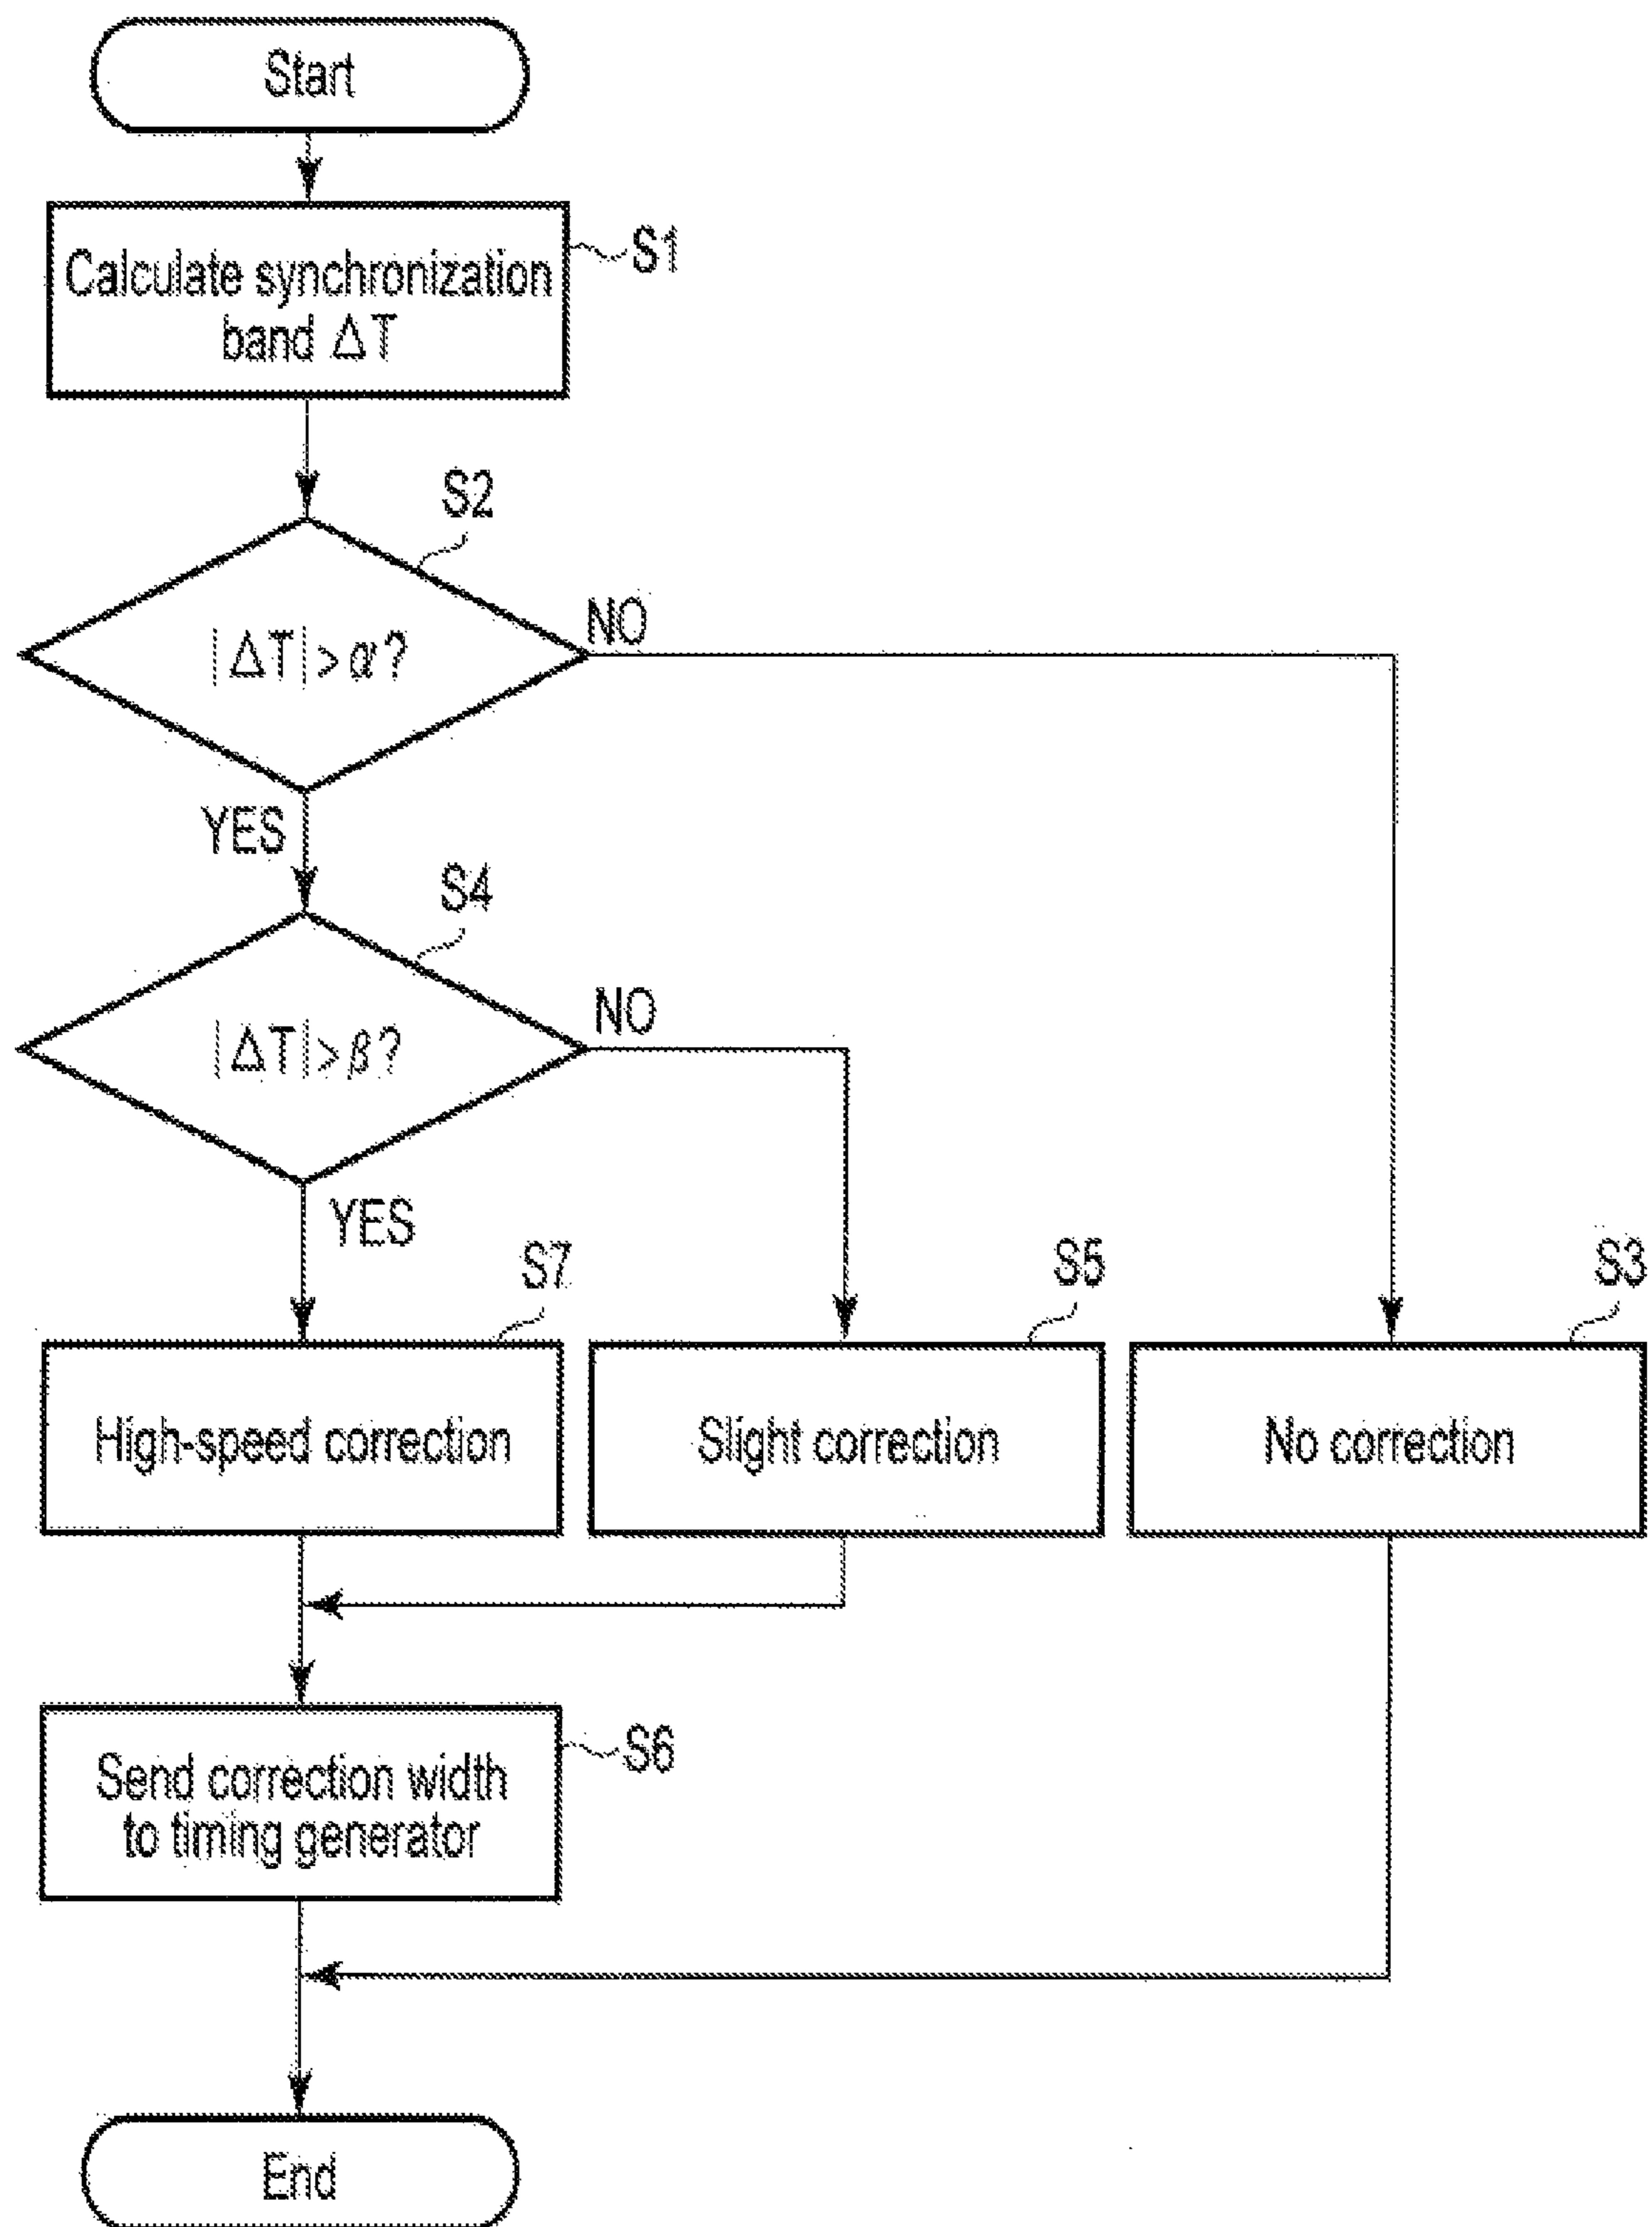 Start
Calculate synchronization
band ΔT
S1
S2
|ΔT|>α?
NO
YES
S4
|ΔT|>β?
NO
YES
S7
S5
S3
High-speed correction
Slight correction
No correction
Send correction width
to timing generator
S6
End